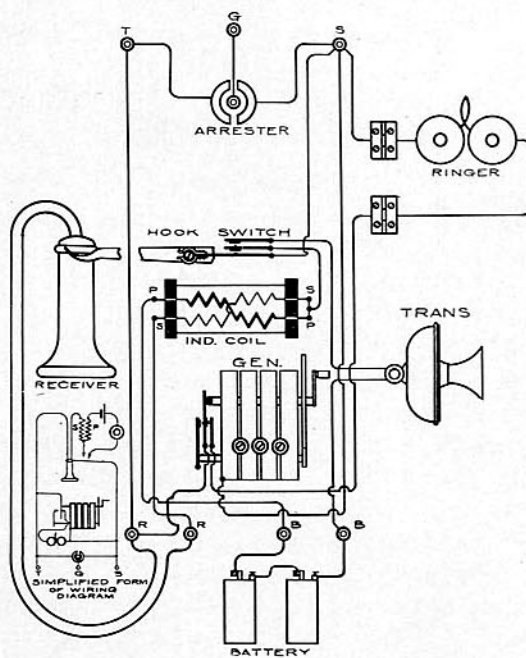 G
T S
ARRESTER
RINGER
HOOK SWITCH
P S
S P
IND. COIL
TRANS
GEN.
RECEIVER
S P
R R B B
T G S
SIMPLIFIED FORM
OF WIRING
DIAGRAM
BATTERY